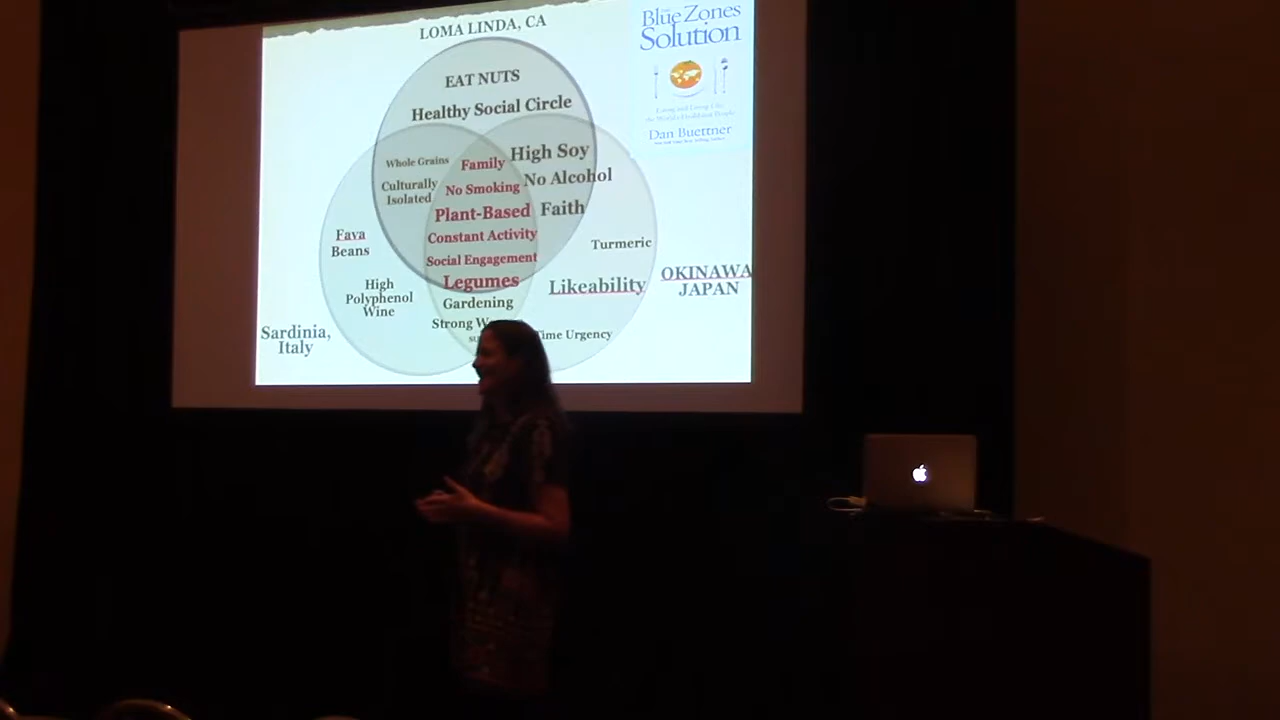 LOMA LINDA, CA
EAT NUTS
Healthy Social Circle
Whole Grains
Culturally
Isolated
Family
No Smoking
Plant-Based
Constant Activity
Social Engagement
Legumes
High Soy
No Alcohol
Faith
Fava
Beans
High
Polyphenol
Wine
Sardinia,
Italy
Gardening
Strong
Turmeric
Likeability
Time Urgency
OKINAWA
JAPAN
Blue Zones
Solution
Dan Buettner